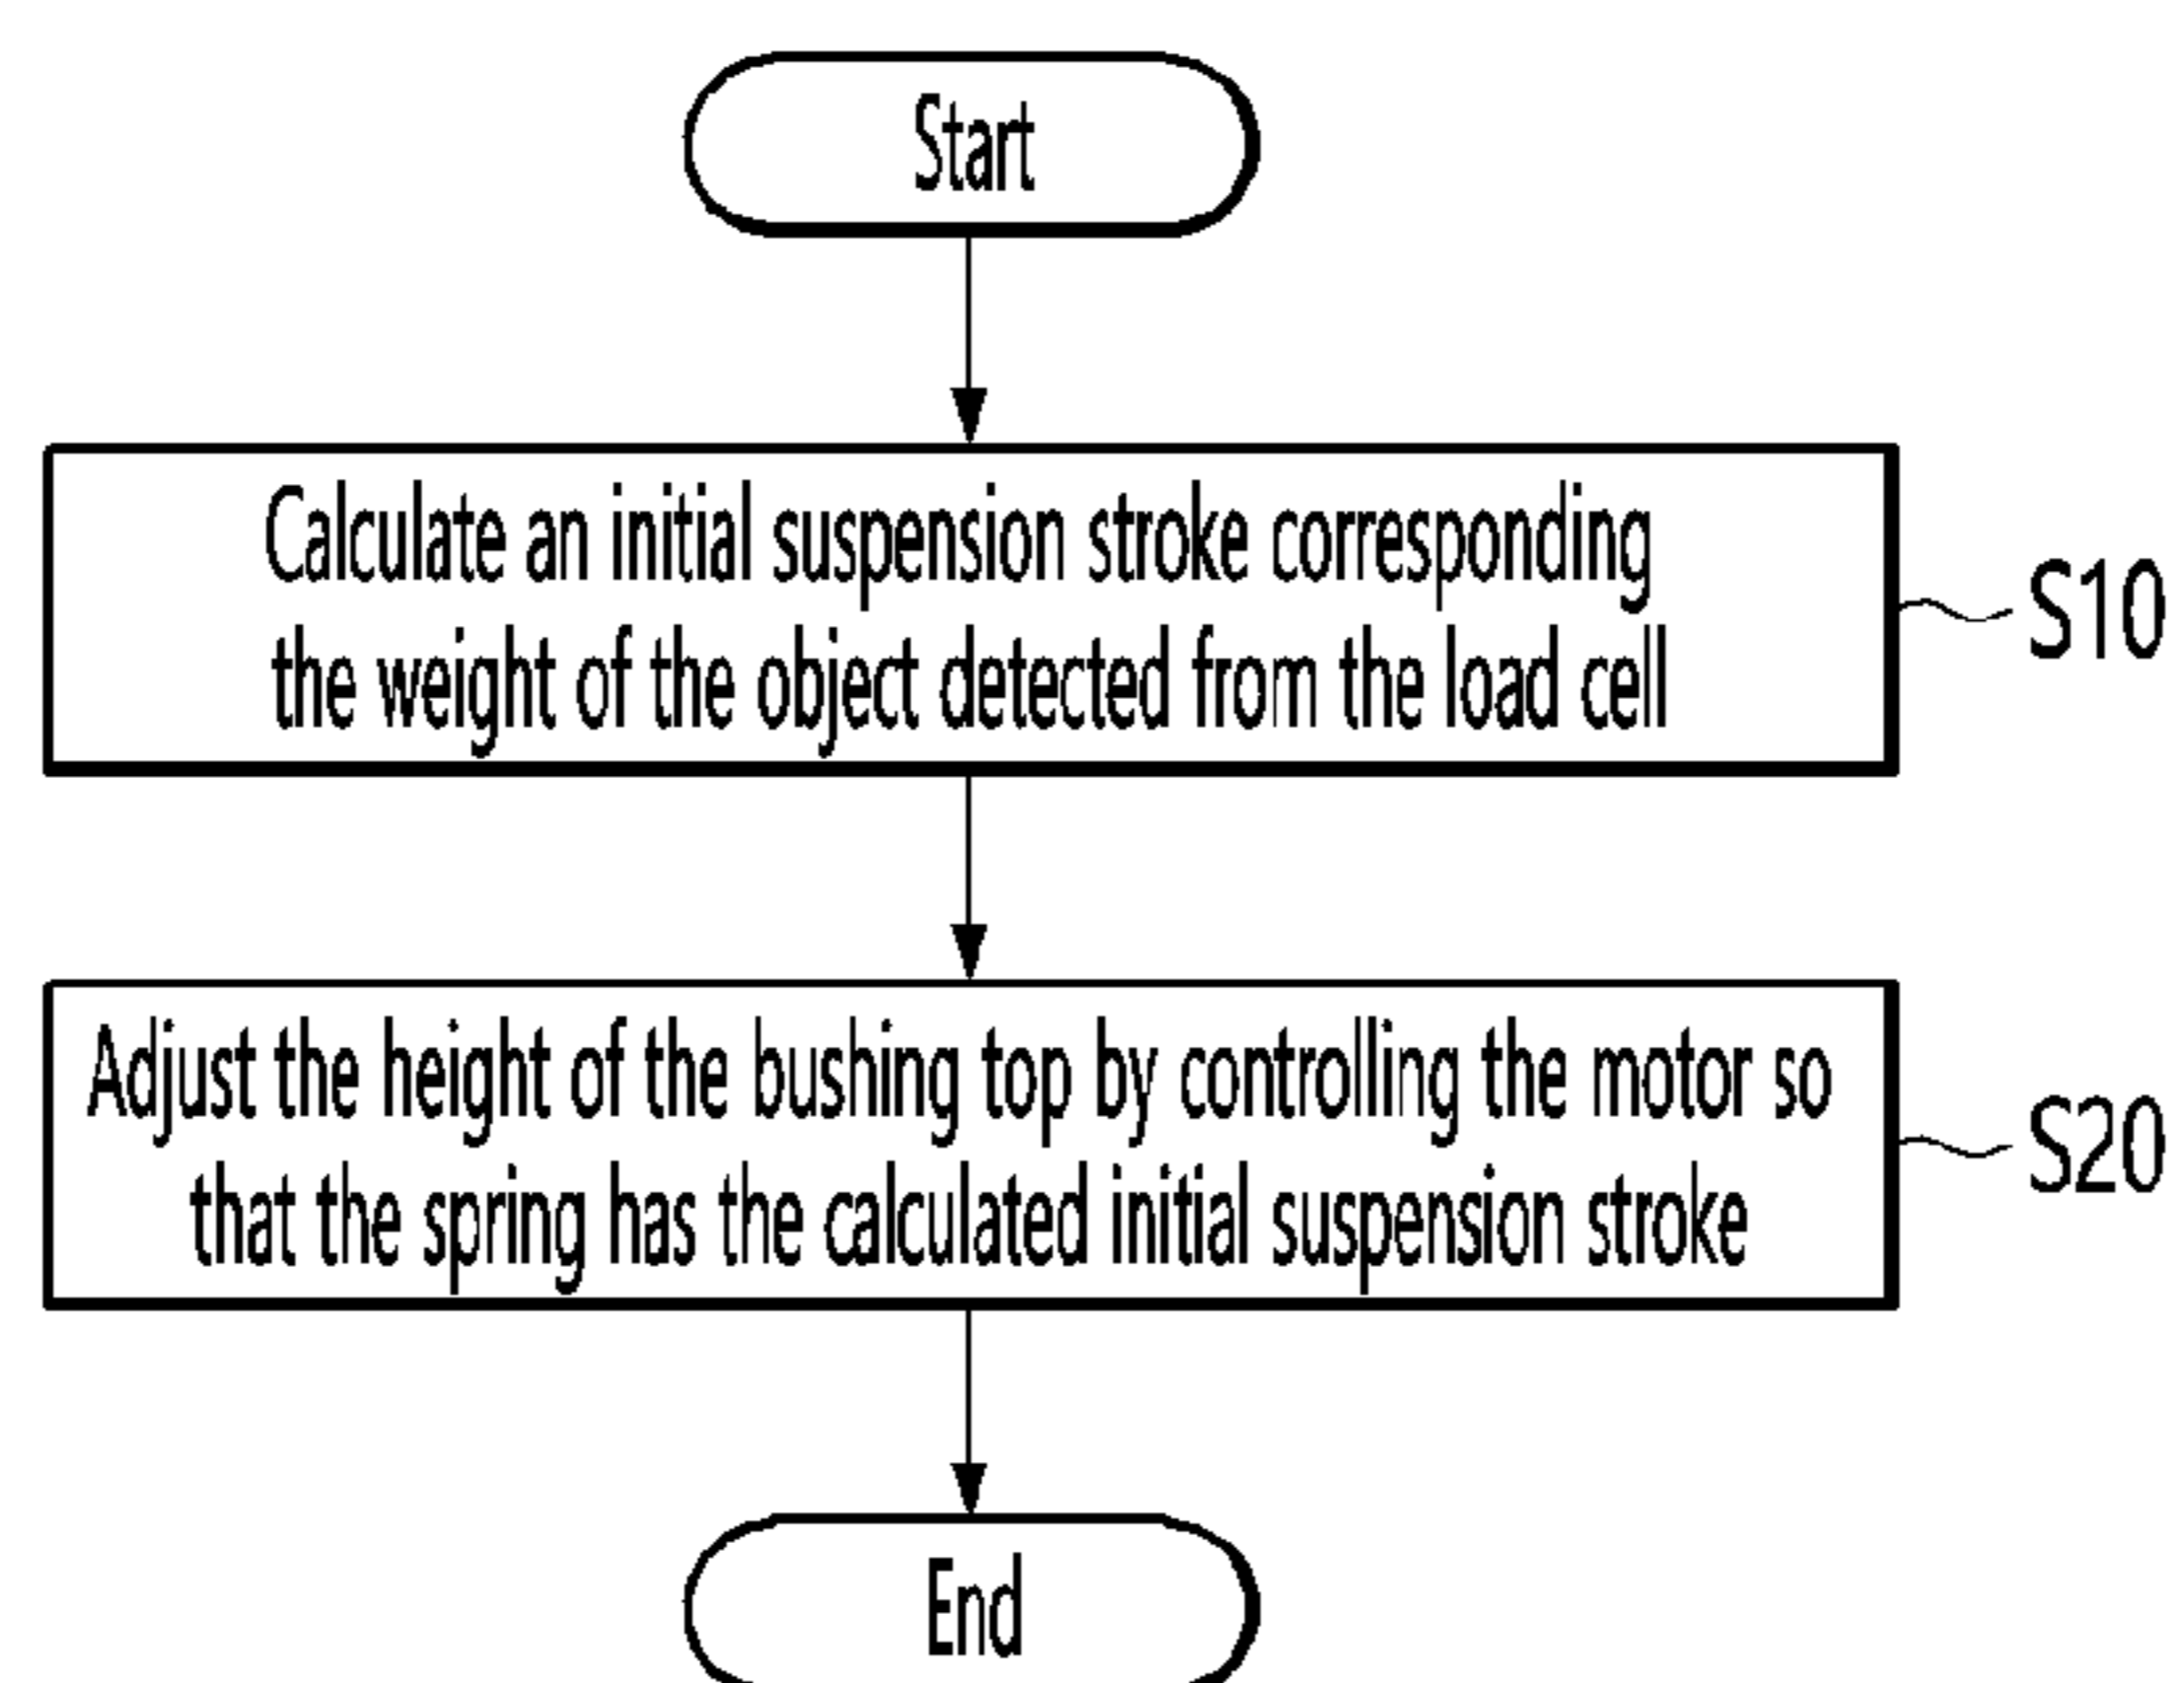 Start
Calculate an initial suspension stroke corresponding
the weight of the object detected from the load cell
S10
Adjust the height of the bushing top by controlling the motor so
that the spring has the calculated initial suspension stroke
S20
End